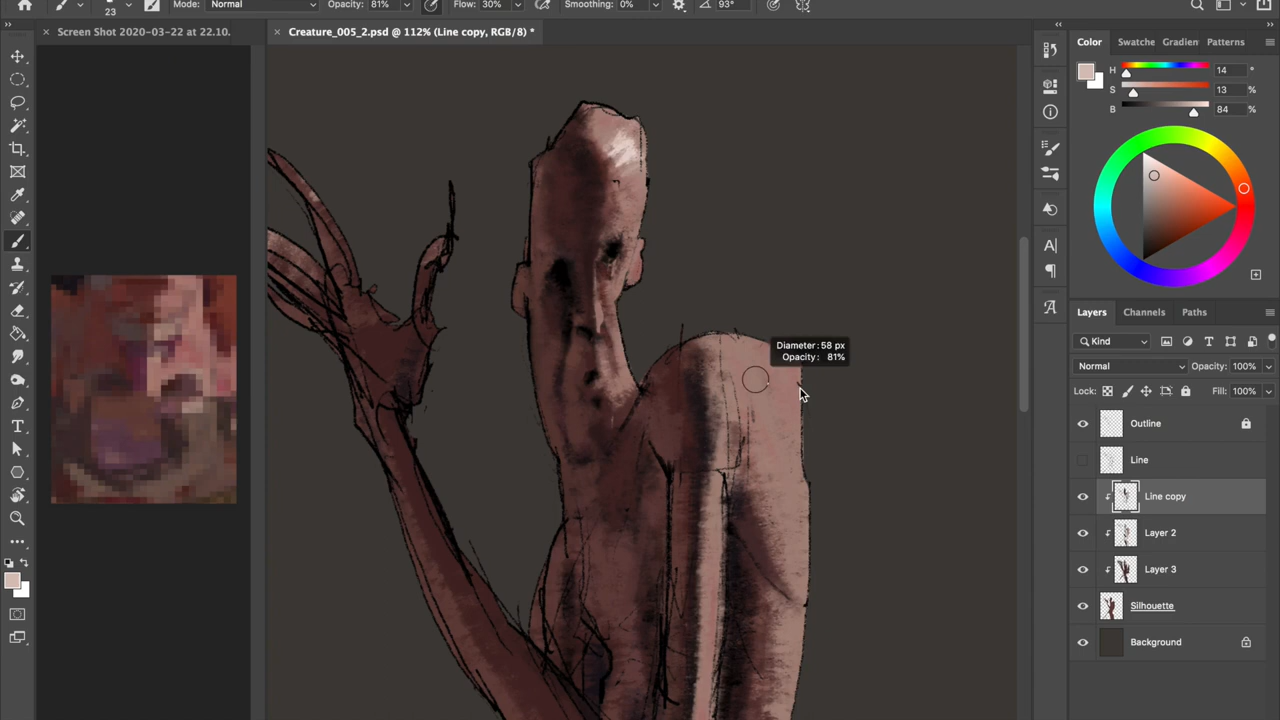 23
Mode: Normal
Opacity: 81%
Flow: 30%
Smoothing: 0%
93°
Screen Shot 2020-03-22 at 22.10.
Creature_005_2.psd @ 112% (Line copy, RGB/8) *
Color
Swatche
Gradien
Patterns
H 14 °
S 13 %
B 84 %
Diameter: 58 px
Opacity: 81%
Layers
Channels
Paths
Kind
Normal
Opacity: 100%
Lock:
Fill: 100%
Outline
Line
Line copy
Layer 2
Layer 3
Silhouette
Background